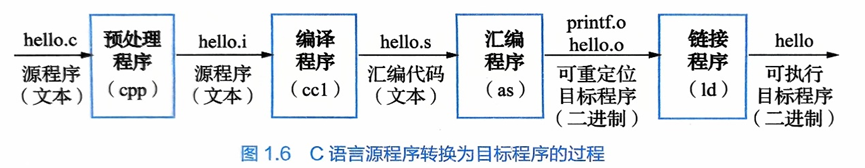 hello.c
源程序
(文本)
预处理
程序
(cpp)
hello.i
源程序
(文本)
编译
程序
(cc1)
hello.s
汇编代码
(文本)
汇编
程序
(as)
printf.o
hello.o
可重定位
目标程序
(二进制)
链接
程序
(ld)
hello
可执行
目标程序
(二进制)
图 1.6 C 语言源程序转换为目标程序的过程